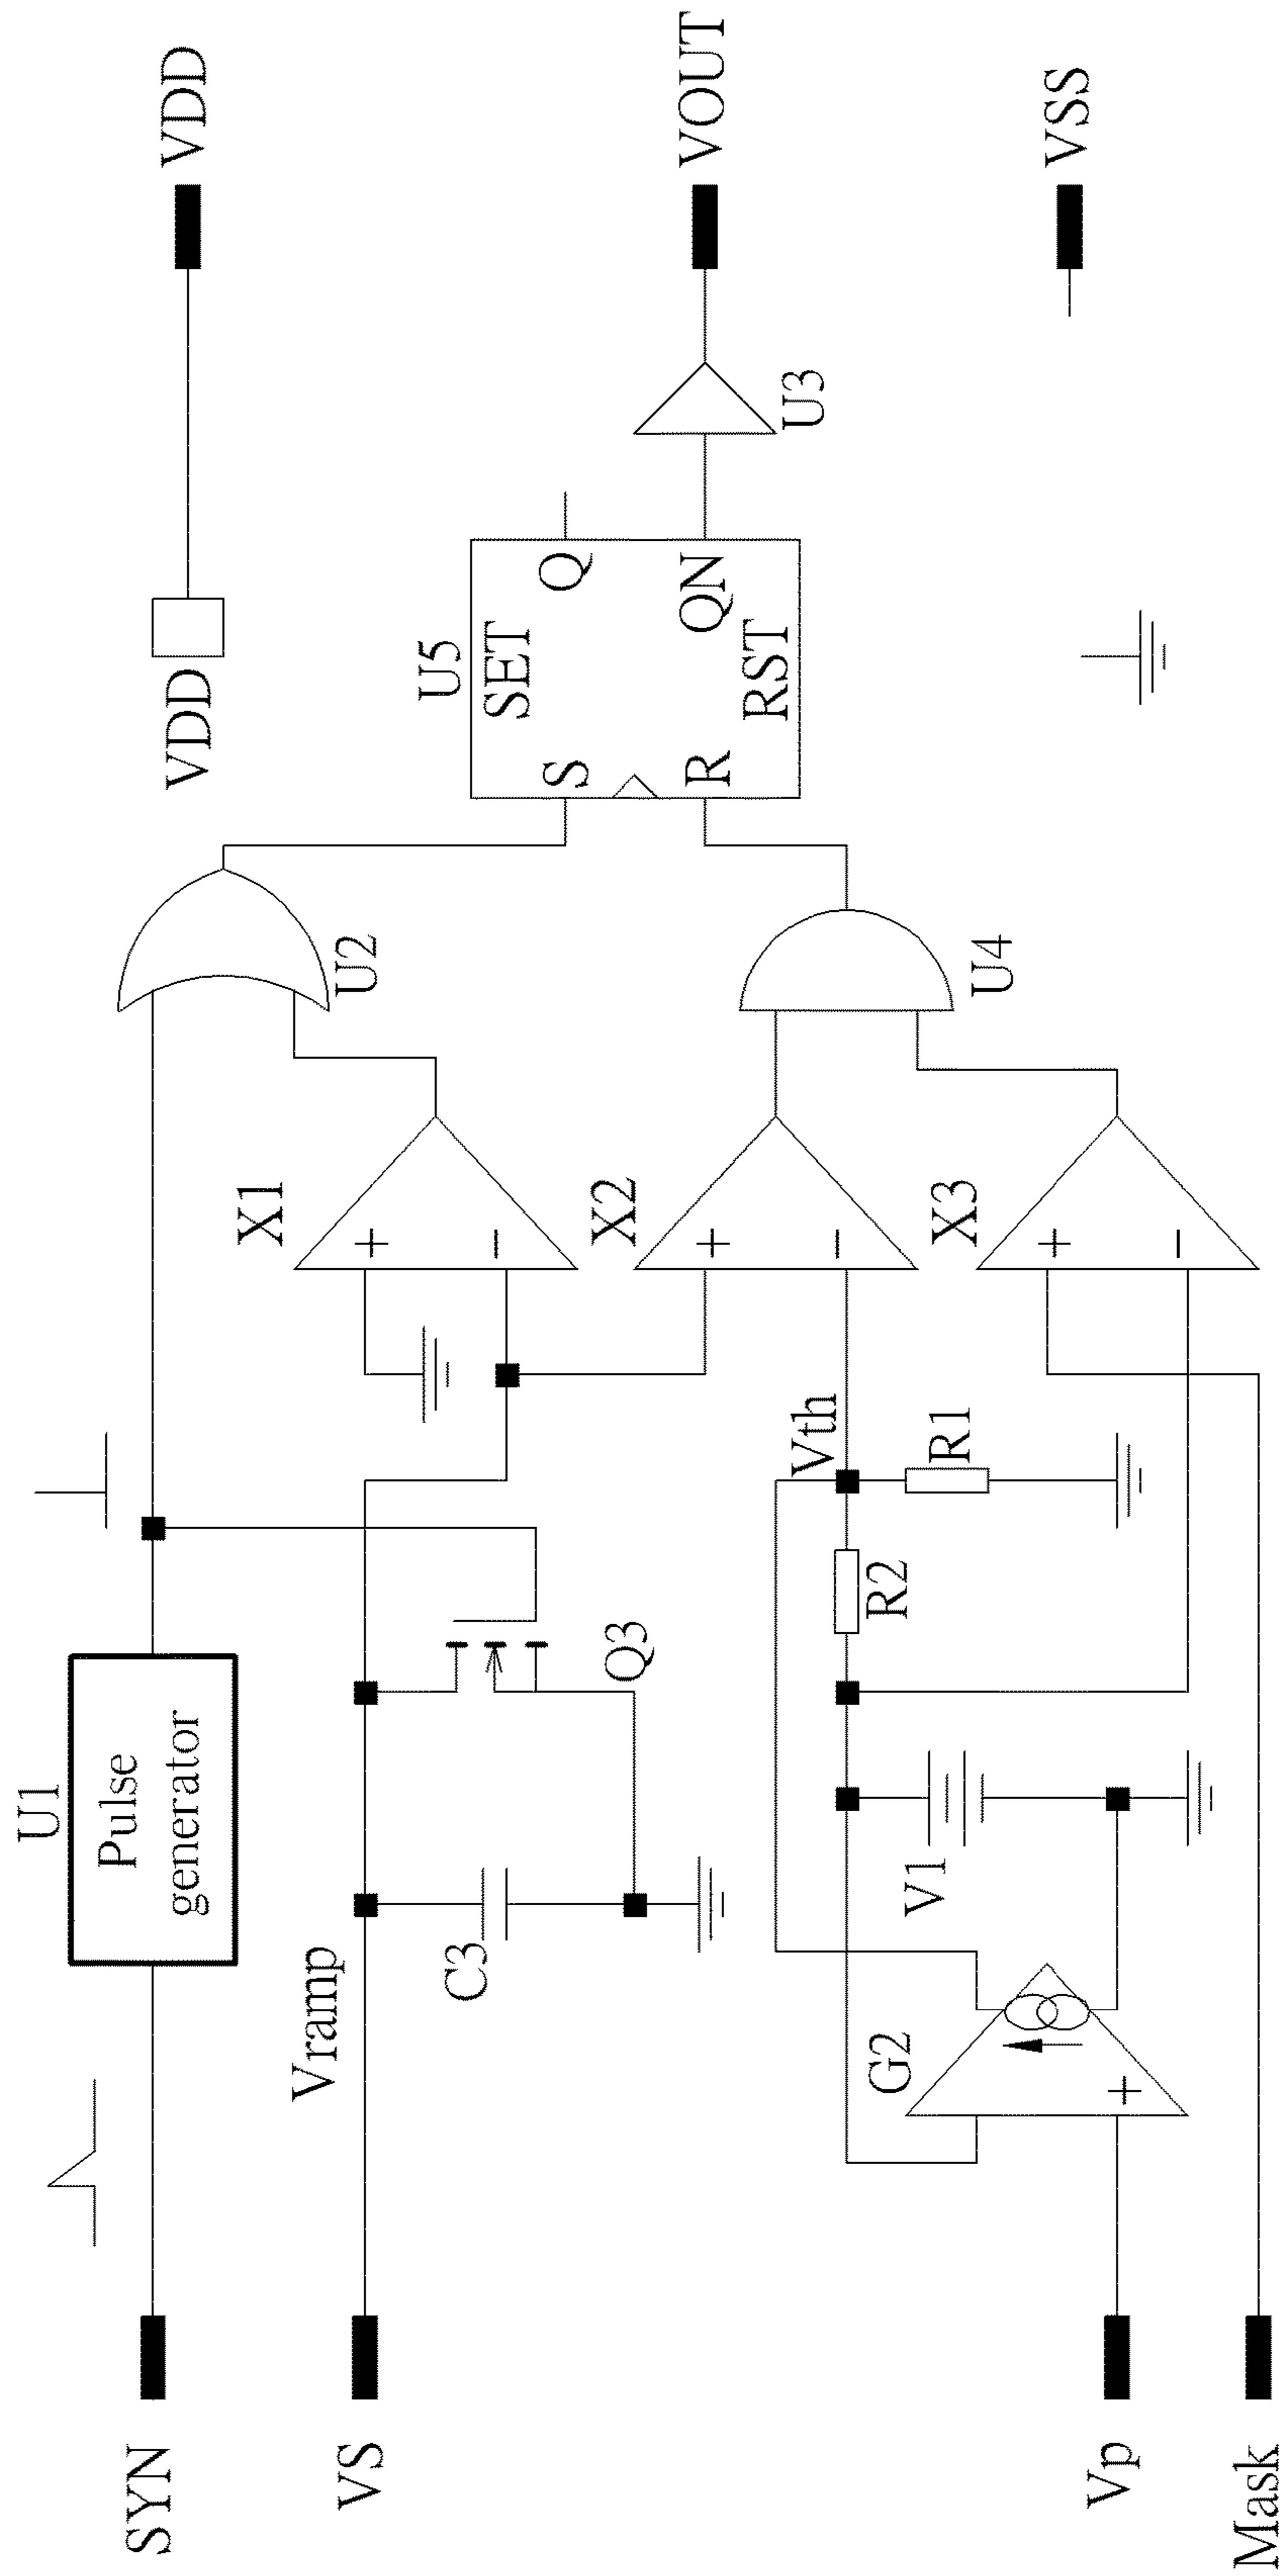 SYN
U1
Pulse
generator
VS
Vramp
C3
Q3
X1
+
−
U2
VDD
VDD
U5
SET
S
Q
R
QN
RST
U3
VOUT
X2
+
−
U4
Vth
R1
R2
V1
G2
+
Vp
X3
+
−
VSS
Mask